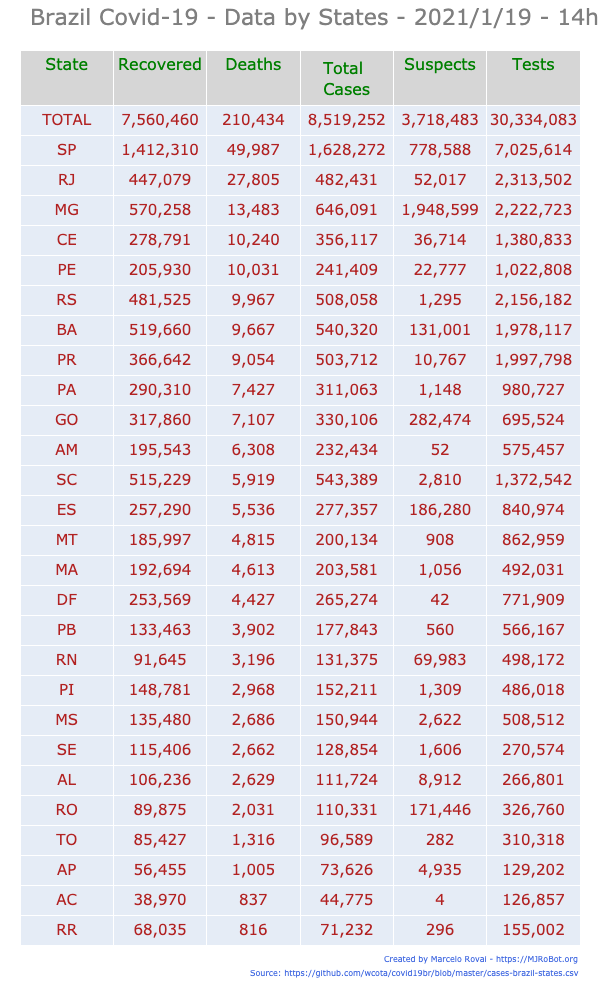 Brazil Covid-19 - Data by States - 2021/1/19 - 14h
State Recovered Deaths Total Cases Suspects Tests
TOTAL 7,560,460 210,434 8,519,252 3,718,483 30,334,083
SP 1,412,310 49,987 1,628,272 778,588 7,025,614
RJ 447,079 27,805 482,431 52,017 2,313,502
MG 570,258 13,483 646,091 1,948,599 2,222,723
CE 278,791 10,240 356,117 36,714 1,380,833
PE 205,930 10,031 241,409 22,777 1,022,808
RS 481,525 9,967 508,058 1,295 2,156,182
BA 519,660 9,667 540,320 131,001 1,978,117
PR 366,642 9,054 503,712 10,767 1,997,798
PA 290,310 7,427 311,063 1,148 980,727
GO 317,860 7,107 330,106 282,474 695,524
AM 195,543 6,308 232,434 52 575,457
SC 515,229 5,919 543,389 2,810 1,372,542
ES 257,290 5,536 277,357 186,280 840,974
MT 185,997 4,815 200,134 908 862,959
MA 192,694 4,613 203,581 1,056 492,031
DF 253,569 4,427 265,274 42 771,909
PB 133,463 3,902 177,843 560 566,167
RN 91,645 3,196 131,375 69,983 498,172
PI 148,781 2,968 152,211 1,309 486,018
MS 135,480 2,686 150,944 2,622 508,512
SE 115,406 2,662 128,854 1,606 270,574
AL 106,236 2,629 111,724 8,912 266,801
RO 89,875 2,031 110,331 171,446 326,760
TO 85,427 1,316 96,589 282 310,318
AP 56,455 1,005 73,626 4,935 129,202
AC 38,970 837 44,775 4 126,857
RR 68,035 816 71,232 296 155,002
Created by Marcelo Rovai - https://MJRoBot.org
Source: https://github.com/wcota/covid19br/blob/master/cases-brazil-states.csv